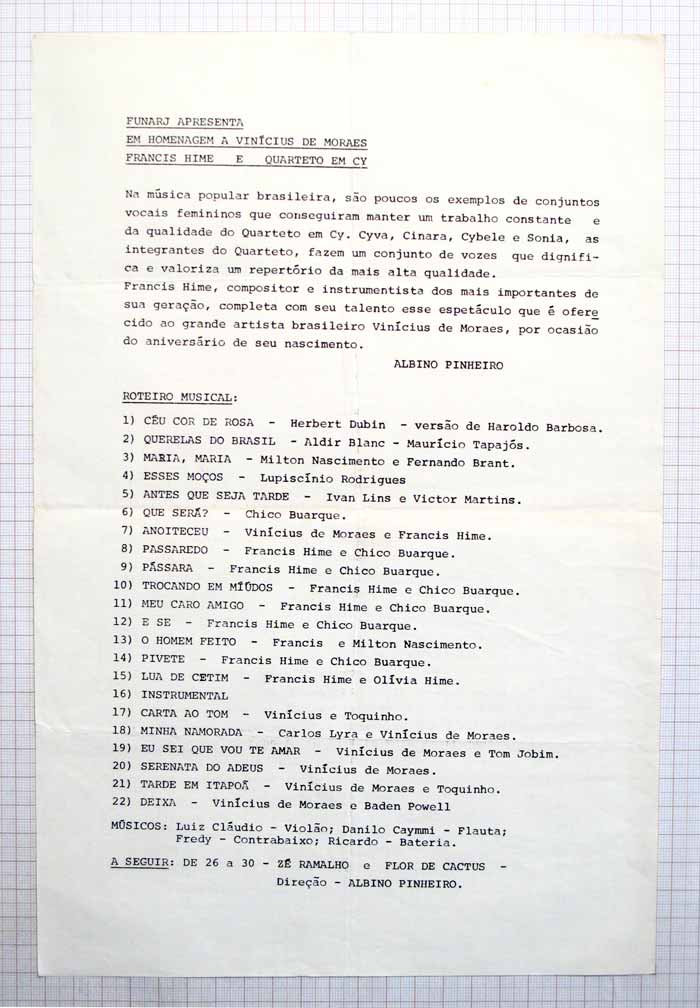 FUNARJ APRESENTA
EM HOMENAGEM A VINÍCIUS DE MORAES
FRANCIS HIME E QUARTETO EM CY
Na música popular brasileira, são poucos os exemplos de conjuntos
vocais femininos que conseguiram manter um trabalho constante e
da qualidade do Quarteto em Cy. Cyva, Cinara, Cybele e Sonia, as
integrantes do Quarteto, fazem um conjunto de vozes que dignifi-
ca e valoriza um repertório da mais alta qualidade.
Francis Hime, compositor e instrumentista dos mais importantes de
sua geração, completa com seu talento esse espetáculo que é ofere
cido ao grande artista brasileiro Vinícius de Moraes, por ocasião
do aniversário de seu nascimento.
ALBINO PINHEIRO
ROTEIRO MUSICAL:
1) CÉU COR DE ROSA - Herbert Dubin - versão de Haroldo Barbosa.
2) QUERELAS DO BRASIL - Aldir Blanc - Maurício Tapajós.
3) MARIA, MARIA - Milton Nascimento e Fernando Brant.
4) ESSES MOÇOS - Lupiscínio Rodrigues
5) ANTES QUE SEJA TARDE - Ivan Lins e Victor Martins.
6) QUE SERÁ? - Chico Buarque.
7) ANOITECEU - Vinícius de Moraes e Francis Hime.
8) PASSAREDO - Francis Hime e Chico Buarque.
9) PÁSSARA - Francis Hime e Chico Buarque.
10) TROCANDO EM MIÚDOS - Francis Hime e Chico Buarque.
11) MEU CARO AMIGO - Francis Hime e Chico Buarque.
12) E SE - Francis Hime e Chico Buarque.
13) O HOMEM FEITO - Francis e Milton Nascimento.
14) PIVETE - Francis Hime e Chico Buarque.
15) LUA DE CETIM - Francis Hime e Olívia Hime.
16) INSTRUMENTAL
17) CARTA AO TOM - Vinícius e Toquinho.
18) MINHA NAMORADA - Carlos Lyra e Vinícius de Moraes.
19) EU SEI QUE VOU TE AMAR - Vinícius de Moraes e Tom Jobim.
20) SERENATA DO ADEUS - Vinícius de Moraes.
21) TARDE EM ITAPOÃ - Vinícius de Moraes e Toquinho.
22) DEIXA - Vinícius de Moraes e Baden Powell
MÚSICOS: Luiz Cláudio - Violão; Danilo Caymmi - Flauta;
Fredy - Contrabaixo; Ricardo - Bateria.
A SEGUIR: DE 26 a 30 - ZÉ RAMALHO e FLOR DE CACTUS -
Direção - ALBINO PINHEIRO.